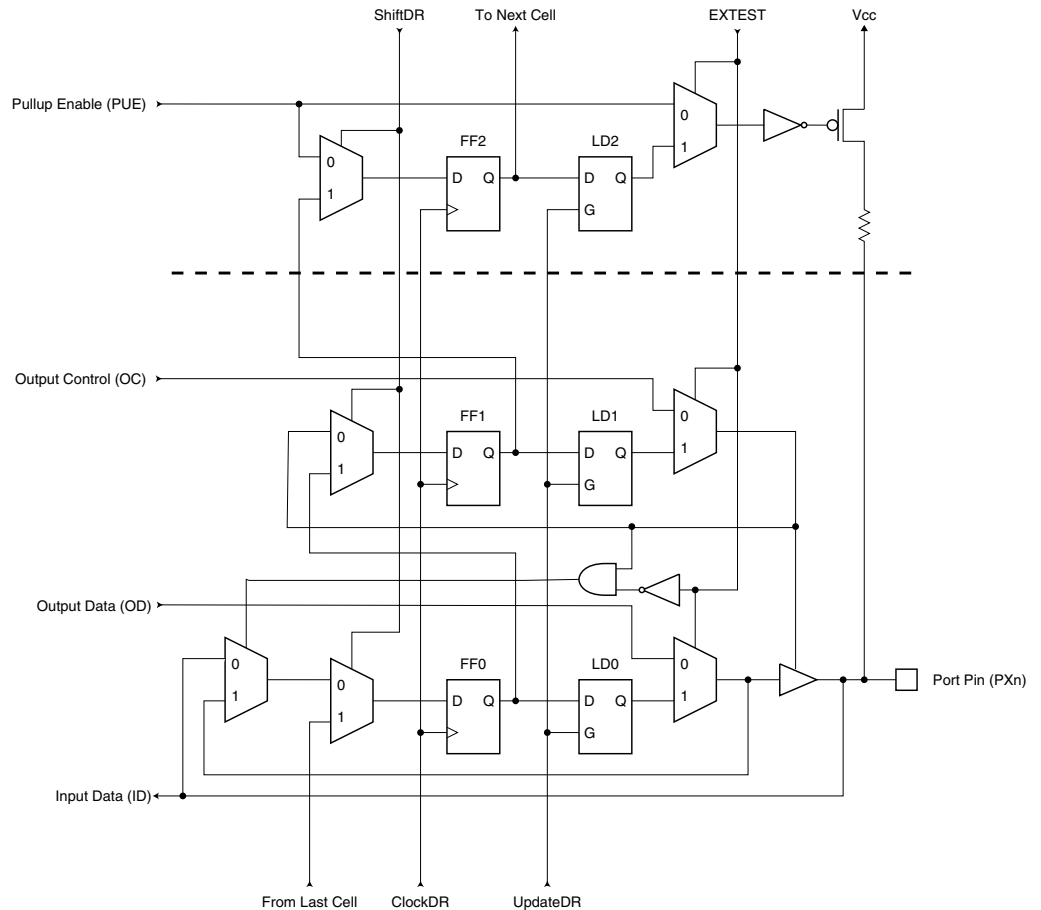 ShiftDR
To Next Cell
EXTEST
Vcc
Pullup Enable (PUE)
0
1
FF2
D Q
LD2
D Q
G
0
1
Output Control (OC)
0
1
FF1
D Q
LD1
D Q
G
0
1
Output Data (OD)
0
1
0
1
FF0
D Q
LD0
D Q
G
0
1
Port Pin (PXn)
Input Data (ID)
From Last Cell
ClockDR
UpdateDR